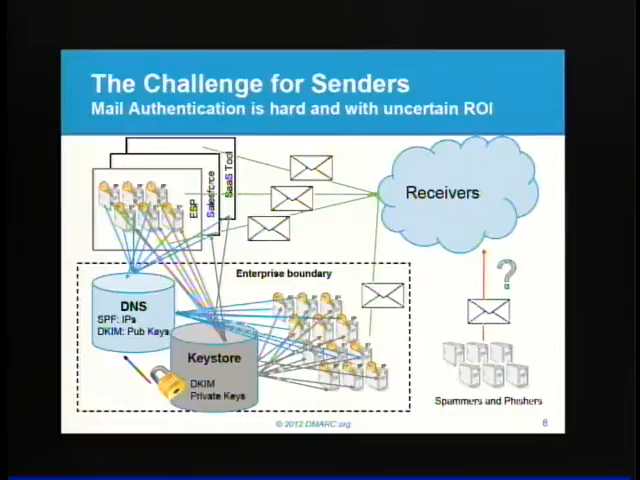 The Challenge for Senders
Mail Authentication is hard and with uncertain ROI
ESP
Salesforce
SaaS Tool
Receivers
Enterprise boundary
?
DNS
SPF: IPs
DKIM: Pub Keys
Keystore
DKIM
Private Keys
Spammers and Phishers
© 2012 DMARC.org
6